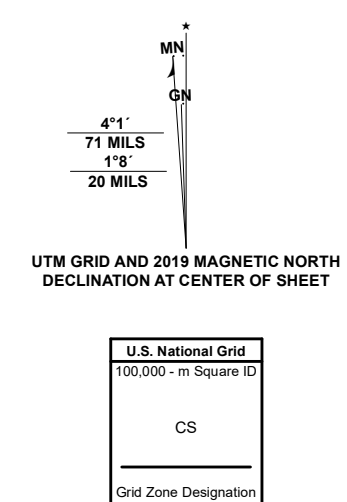 ★
MN
GN
4°1´
71 MILS
1°8´
20 MILS
UTM GRID AND 2019 MAGNETIC NORTH
DECLINATION AT CENTER OF SHEET
U.S. National Grid
100,000 - m Square ID
CS
Grid Zone Designation